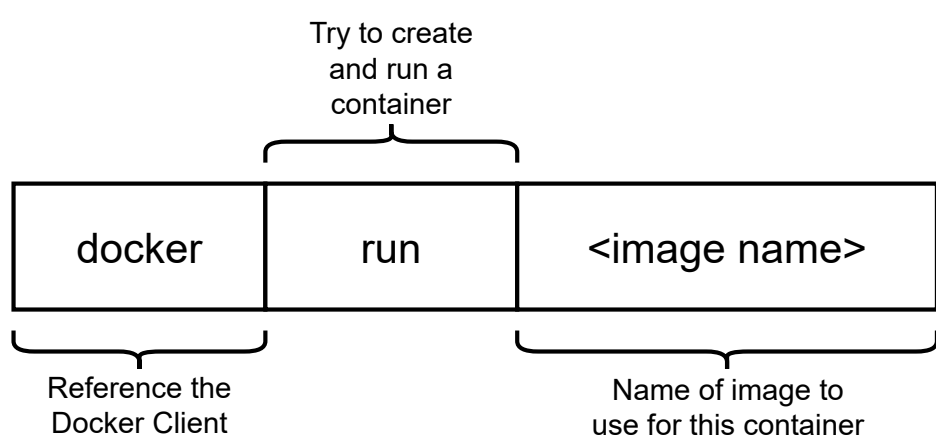 Try to create
and run a
container
docker
run
<image name>
Reference the
Docker Client
Name of image to
use for this container